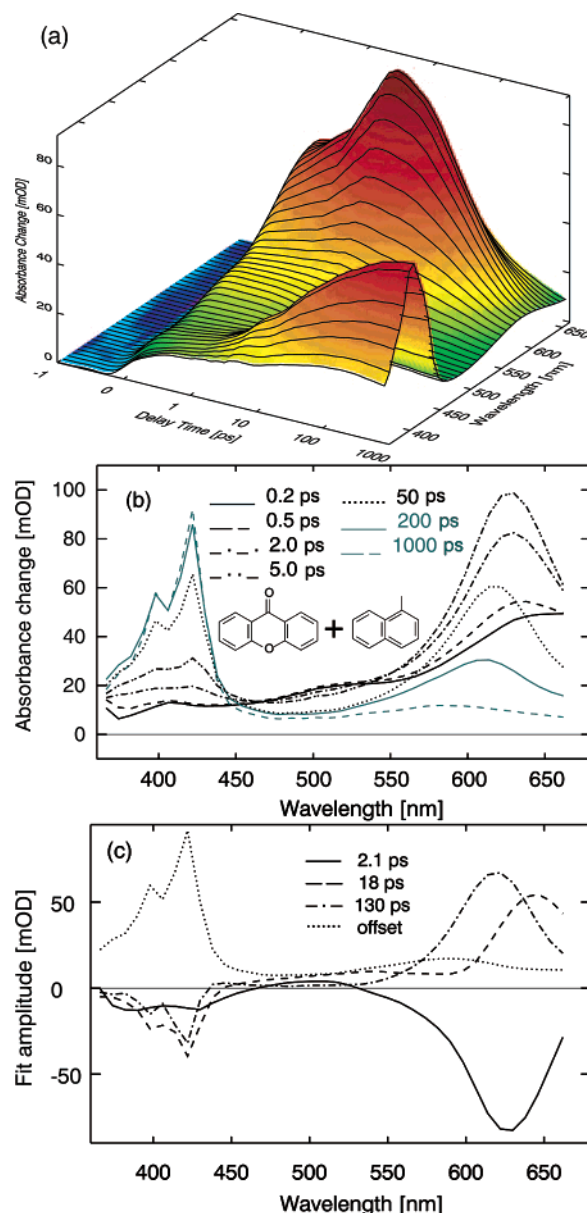 (a)
Absorbance Change [mOD]
80
60
40
20
0
-1
0
1
10
100
1000
Delay Time [ps]
400
450
500
550
600
650
Wavelength [nm]
(b)
0.2 ps
0.5 ps
2.0 ps
5.0 ps
50 ps
200 ps
1000 ps
O
O
+
Absorbance change [mOD]
100
80
60
40
20
0
400 450 500 550 600 650
Wavelength [nm]
(c)
2.1 ps
18 ps
130 ps
offset
Fit amplitude [mOD]
50
0
-50
400 450 500 550 600 650
Wavelength [nm]